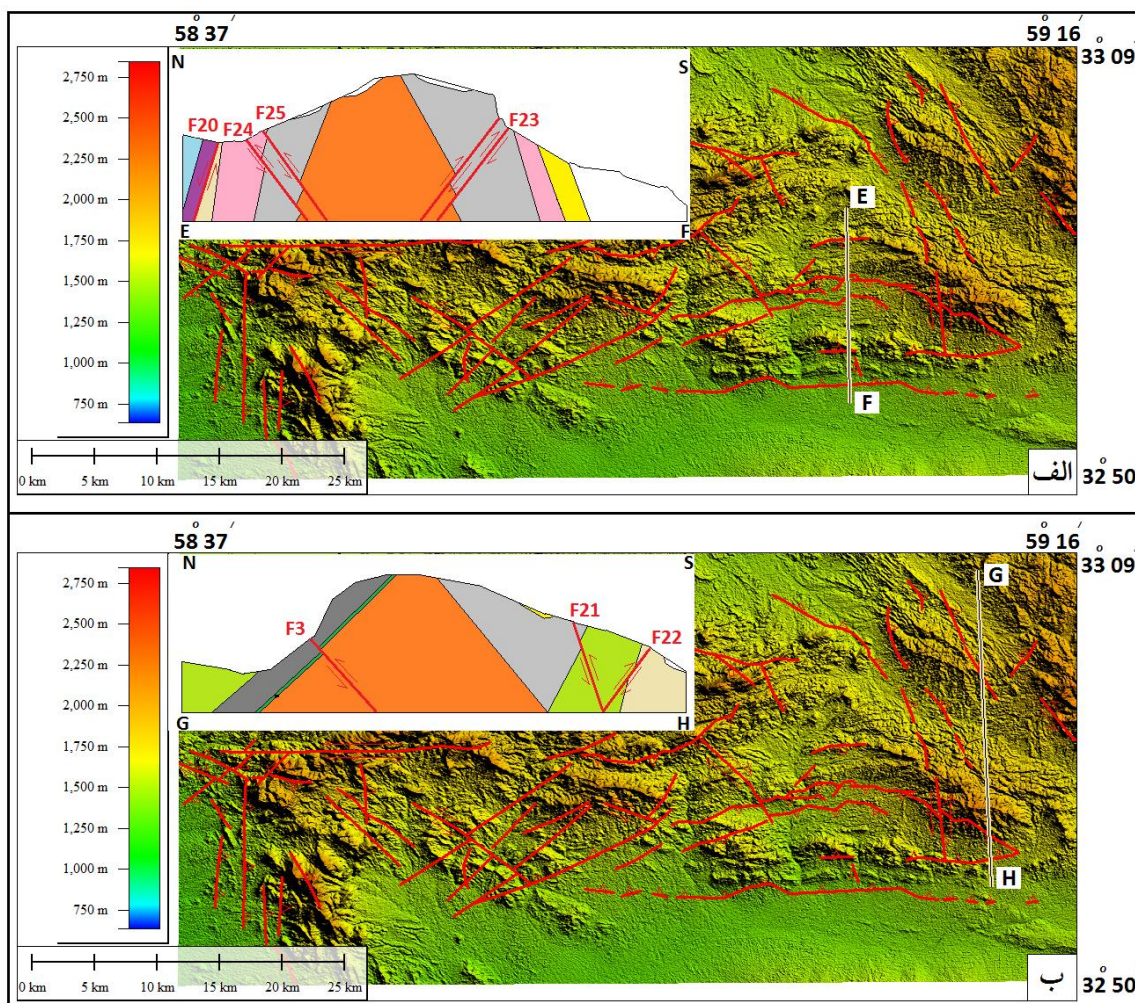 58° 37′
59° 16′
33° 09
N
S
2,750 m
2,500 m
2,250 m
2,000 m
1,750 m
1,500 m
1,250 m
1,000 m
750 m
F20
F24
F25
F23
E
F
E
F
0 km
5 km
10 km
15 km
20 km
25 km
الف
32° 50
58° 37′
59° 16′
33° 09
N
S
2,750 m
2,500 m
2,250 m
2,000 m
1,750 m
1,500 m
1,250 m
1,000 m
750 m
F3
F21
F22
G
H
G
H
0 km
5 km
10 km
15 km
20 km
25 km
ب
32° 50